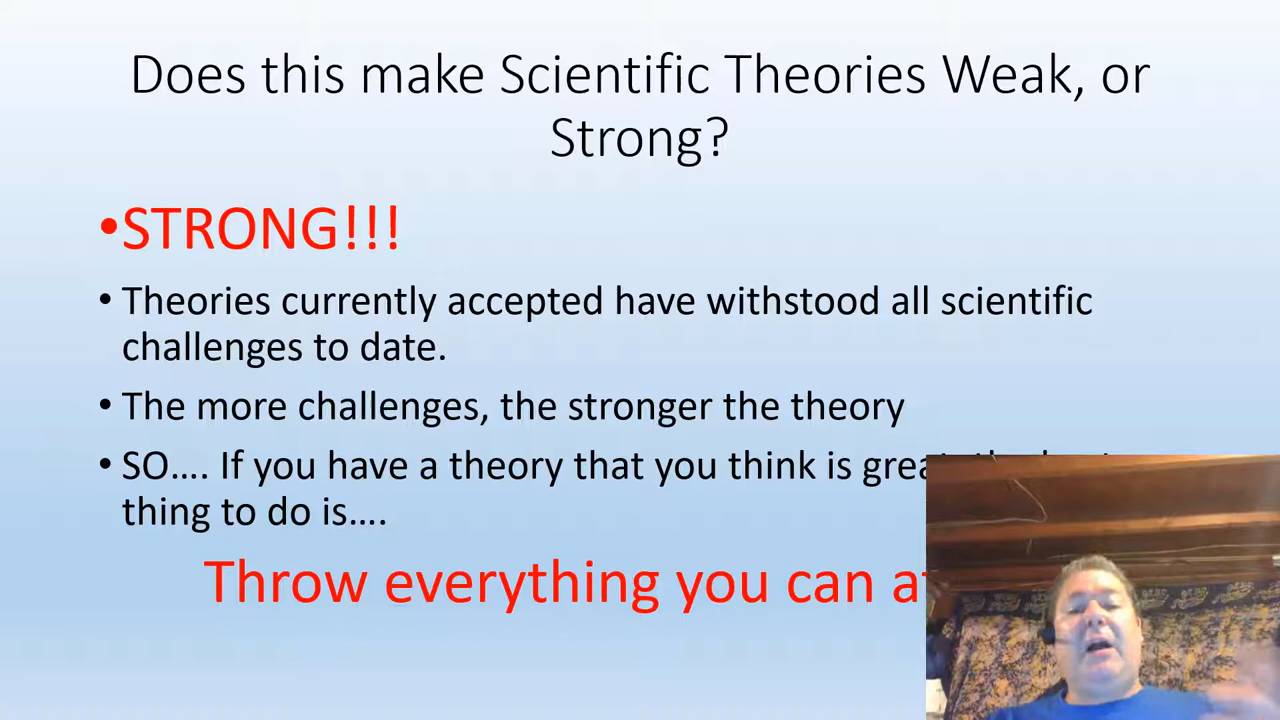 Does this make Scientific Theories Weak, or
Strong?
•STRONG!!!
• Theories currently accepted have withstood all scientific
challenges to date.
• The more challenges, the stronger the theory
• SO…. If you have a theory that you think is
thing to do is….
Throw everything you can